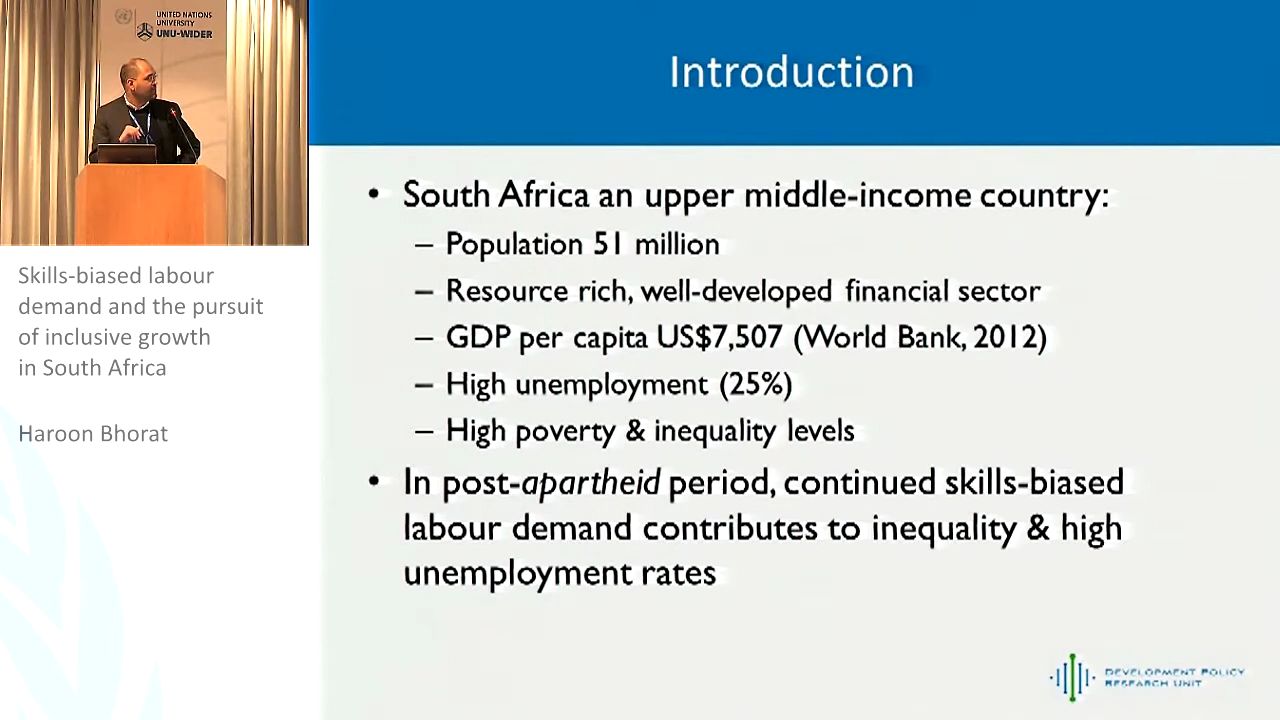 UNITED NATIONS
UNIVERSITY
UNU-WIDER
Introduction
Skills-biased labour
demand and the pursuit
of inclusive growth
in South Africa
Haroon Bhorat
• South Africa an upper middle-income country:
– Population 51 million
– Resource rich, well-developed financial sector
– GDP per capita US$7,507 (World Bank, 2012)
– High unemployment (25%)
– High poverty & inequality levels
• In post-apartheid period, continued skills-biased
labour demand contributes to inequality & high
unemployment rates
DEVELOPMENT POLICY
RESEARCH UNIT